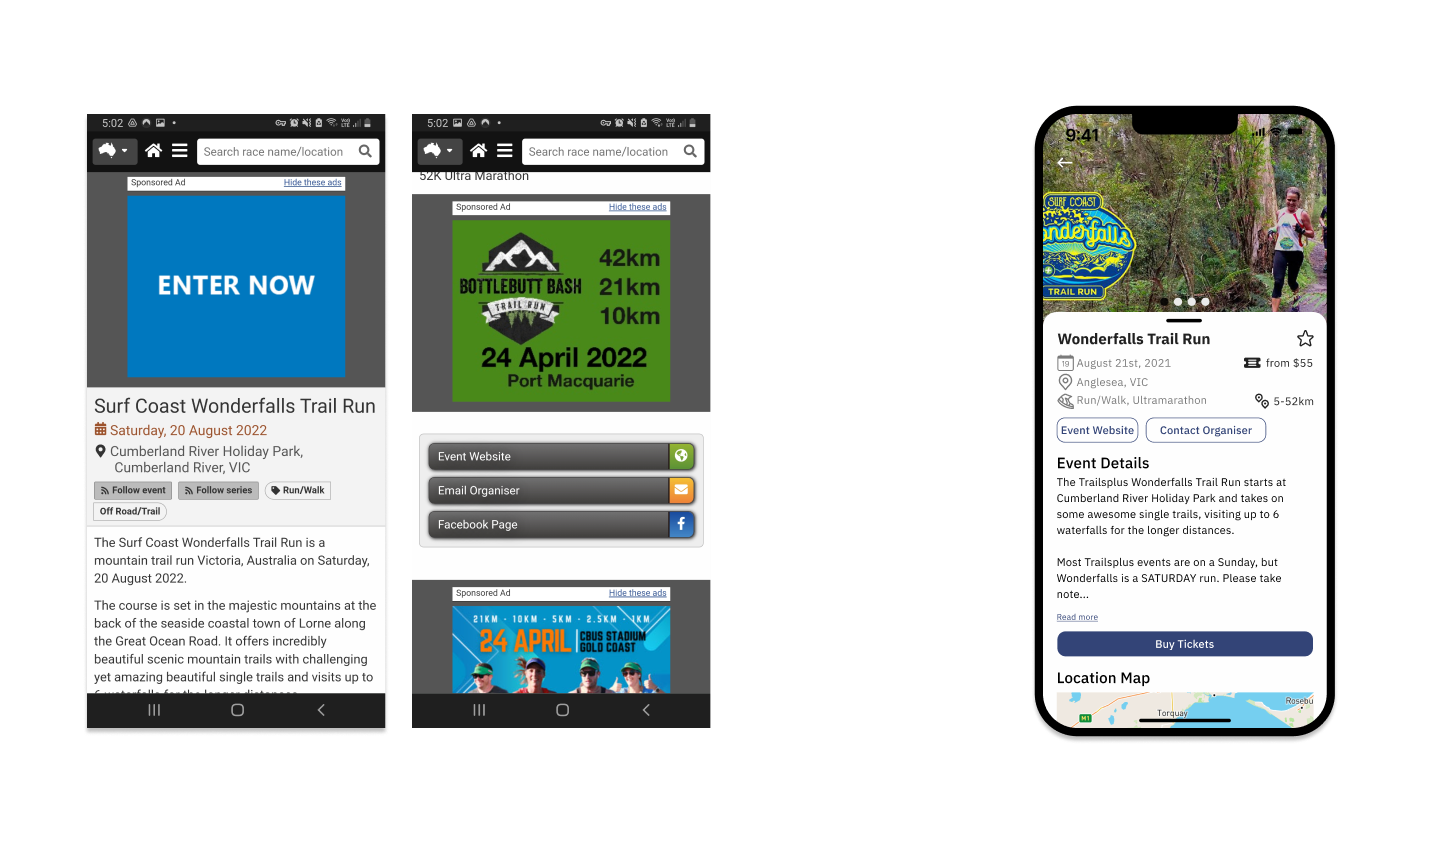 5:02
VoD LTE
Search race name/location
Sponsored Ad
Hide these ads
ENTER NOW
Surf Coast Wonderfalls Trail Run
Saturday, 20 August 2022
Cumberland River Holiday Park,
Cumberland River, VIC
Follow event
Follow series
Run/Walk
Off Road/Trail
The Surf Coast Wonderfalls Trail Run is a
mountain trail run Victoria, Australia on Saturday,
20 August 2022.
The course is set in the majestic mountains at the
back of the seaside coastal town of Lorne along
the Great Ocean Road. It offers incredibly
beautiful scenic mountain trails with challenging
yet amazing beautiful single trails and visits up to
6 waterfalls for the longer distances
5:02
Search race name/location
52K Ultra Marathon
Sponsored Ad
Hide these ads
BOTTLEBUTT BASH
TRAIL RUN
42km
21km
10km
24 April 2022
Port Macquarie
Event Website
Email Organiser
Facebook Page
Sponsored Ad
Hide these ads
21KM - 10KM - 5KM - 2.5KM - 1KM
24 APRIL
CBUS STADIUM
GOLD COAST
9:41
SURF COAST
onderfalls
TRAIL RUN
Wonderfalls Trail Run
19
August 21st, 2021
from $55
Anglesea, VIC
Run/Walk, Ultramarathon
5-52km
Event Website
Contact Organiser
Event Details
The Trailsplus Wonderfalls Trail Run starts at
Cumberland River Holiday Park and takes on
some awesome single trails, visiting up to 6
waterfalls for the longer distances.
Most Trailsplus events are on a Sunday, but
Wonderfalls is a SATURDAY run. Please take
note...
Read more
Buy Tickets
Location Map
M1
Torquay
Rosebu